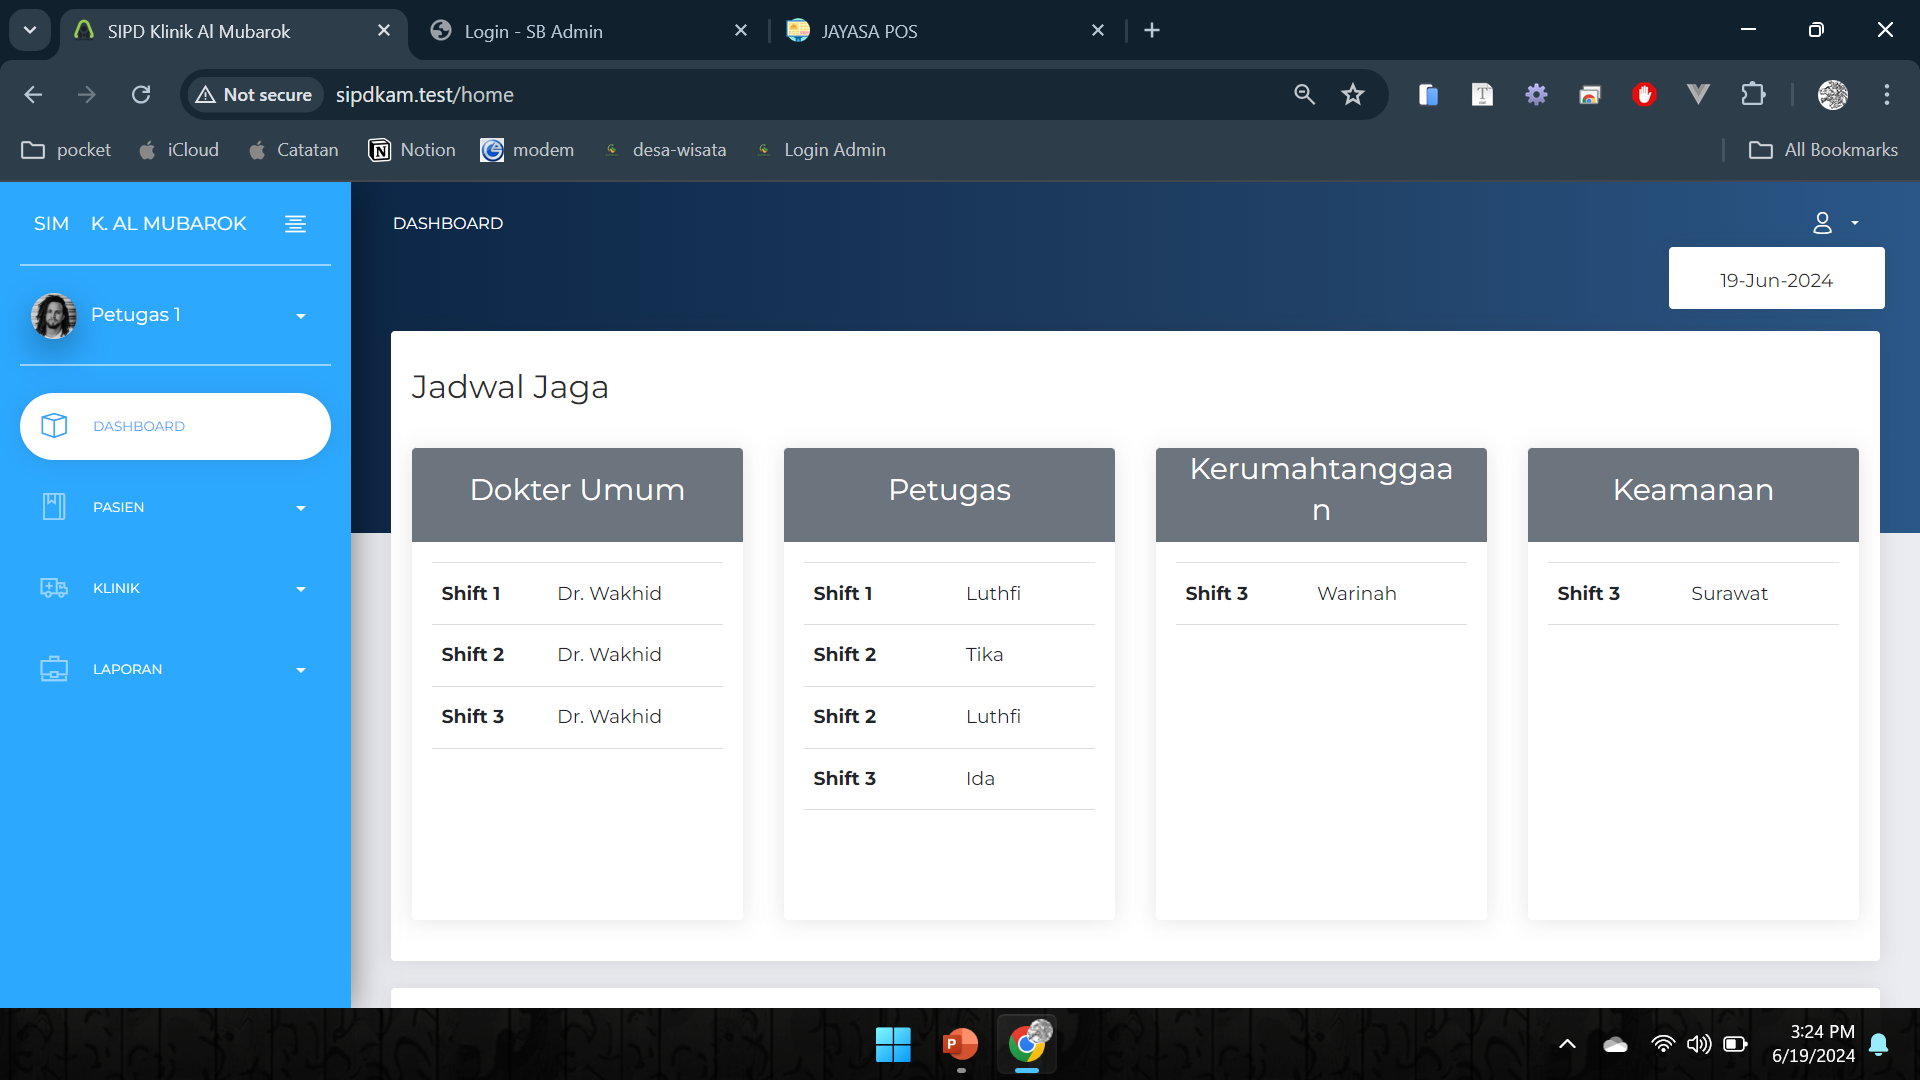 SIPD Klinik Al Mubarok
Login - SB Admin
JAYASA POS
Not secure
sipdkam.test/home
pocket
iCloud
Catatan
Notion
modem
desa-wisata
Login Admin
All Bookmarks
SIM K. AL MUBAROK
DASHBOARD
19-Jun-2024
Petugas 1
DASHBOARD
PASIEN
KLINIK
LAPORAN
Jadwal Jaga
Dokter Umum
Shift 1 Dr. Wakhid
Shift 2 Dr. Wakhid
Shift 3 Dr. Wakhid
Petugas
Shift 1 Luthfi
Shift 2 Tika
Shift 2 Luthfi
Shift 3 Ida
Kerumahtanggaa
n
Shift 3 Warinah
Keamanan
Shift 3 Surawat
3:24 PM
6/19/2024